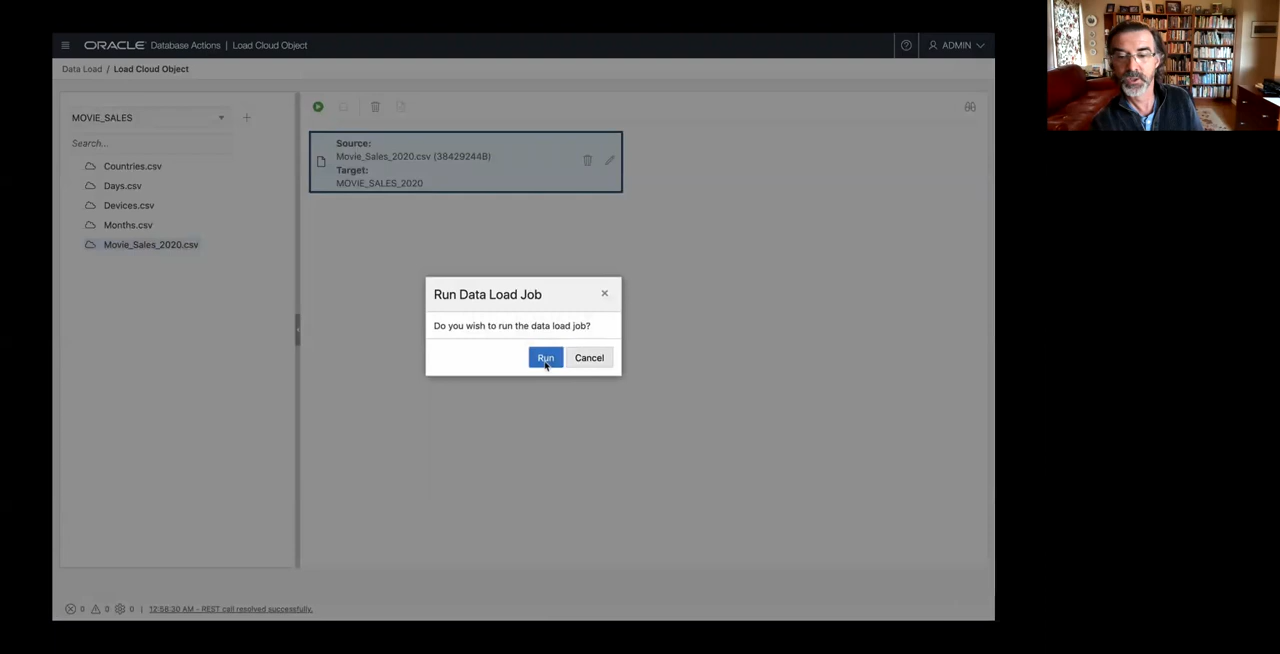 ORACLE Database Actions | Load Cloud Object
ADMIN
Data Load / Load Cloud Object
MOVIE_SALES
Search...
Countries.csv
Days.csv
Devices.csv
Months.csv
Movie_Sales_2020.csv
Source:
Movie_Sales_2020.csv (38429244B)
Target:
MOVIE_SALES_2020
Run Data Load Job
Do you wish to run the data load job?
Run Cancel
0 0 0 | 12:56:30 AM - REST call resolved successfully.